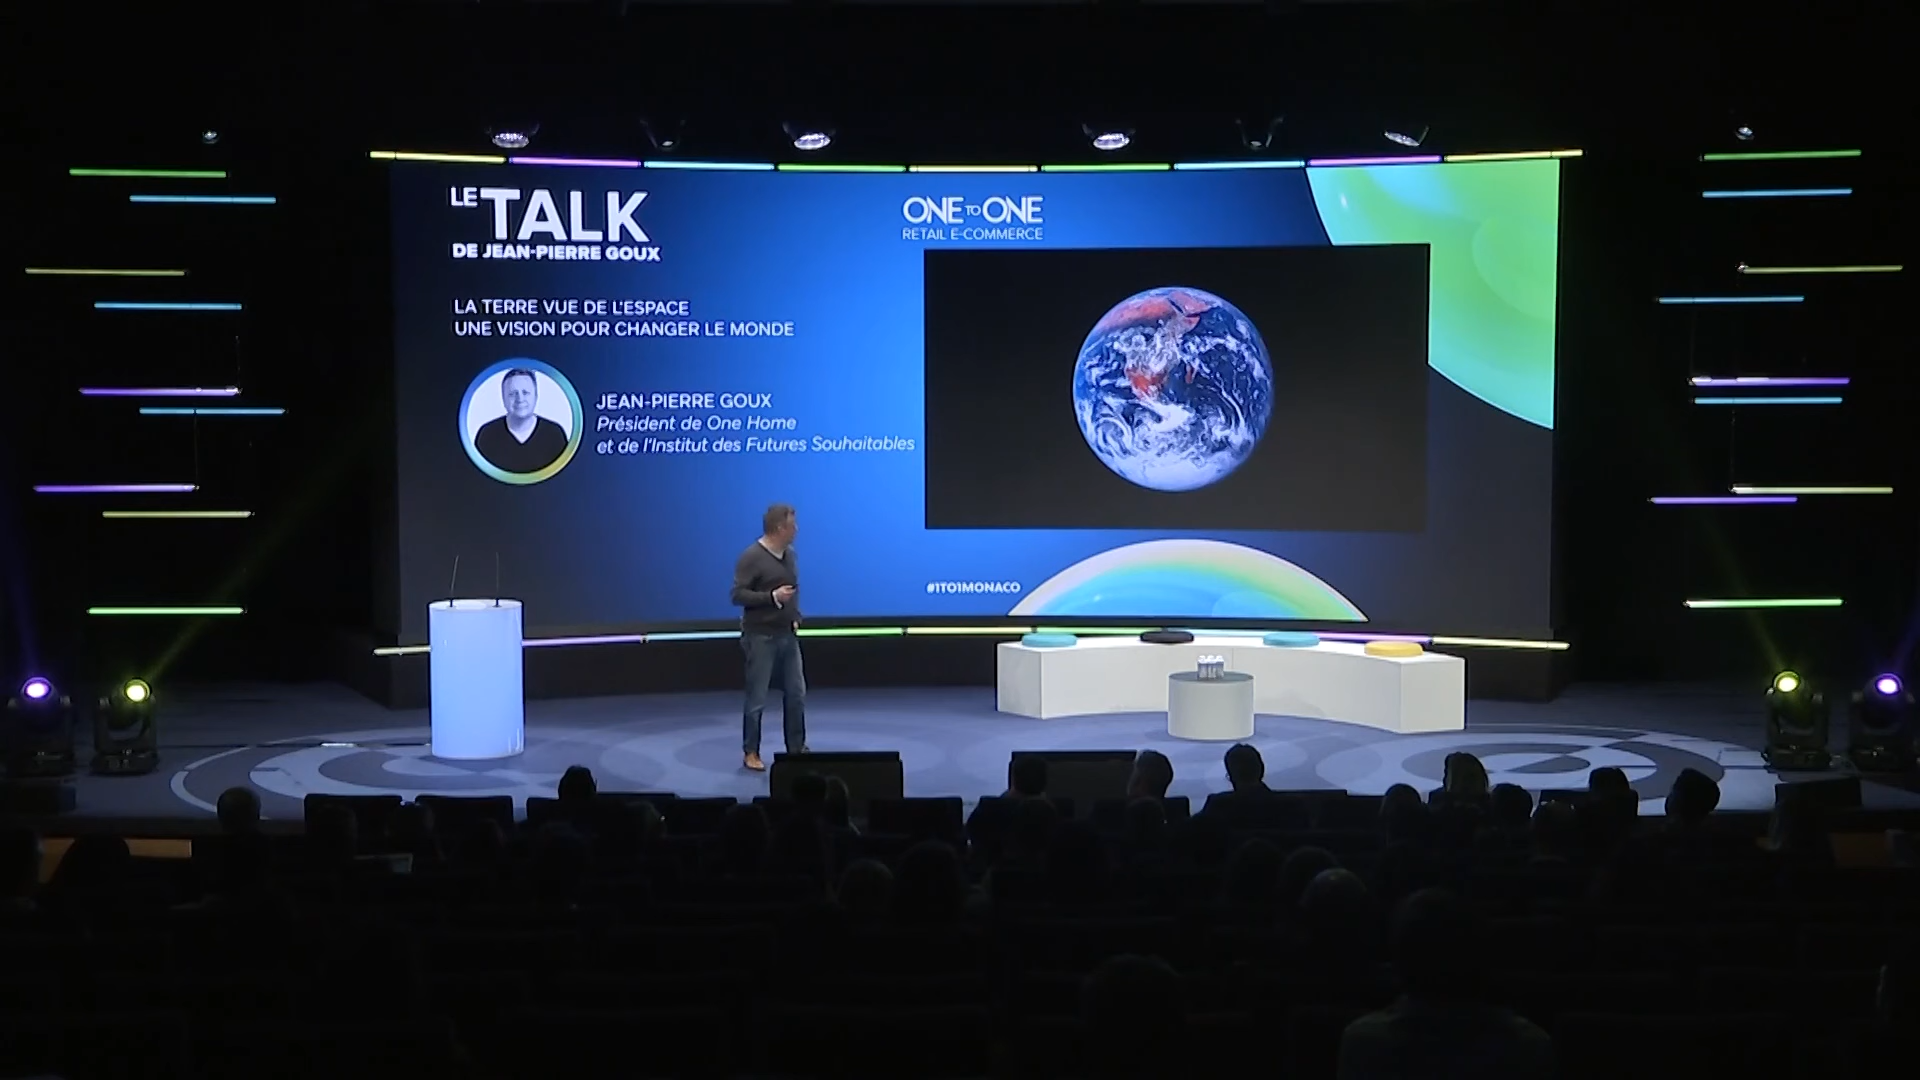 LE TALK
DE JEAN-PIERRE GOUX
ONE TO ONE
RETAIL E-COMMERCE
LA TERRE VUE DE L'ESPACE
UNE VISION POUR CHANGER LE MONDE
JEAN-PIERRE GOUX
Président de One Home
et de l'Institut des Futures Souhaitables
#1TO1MONACO